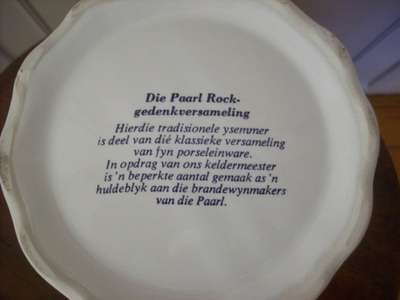 Die Paarl Rock-
gedenkversameling
Hierdie tradisionele ysemmer
is deel van dié klassieke versameling
van fyn porseleinware.
In opdrag van ons keldermeester
is 'n beperkte aantal gemaak as 'n
huldeblyk aan die brandewynmakers
van die Paarl.